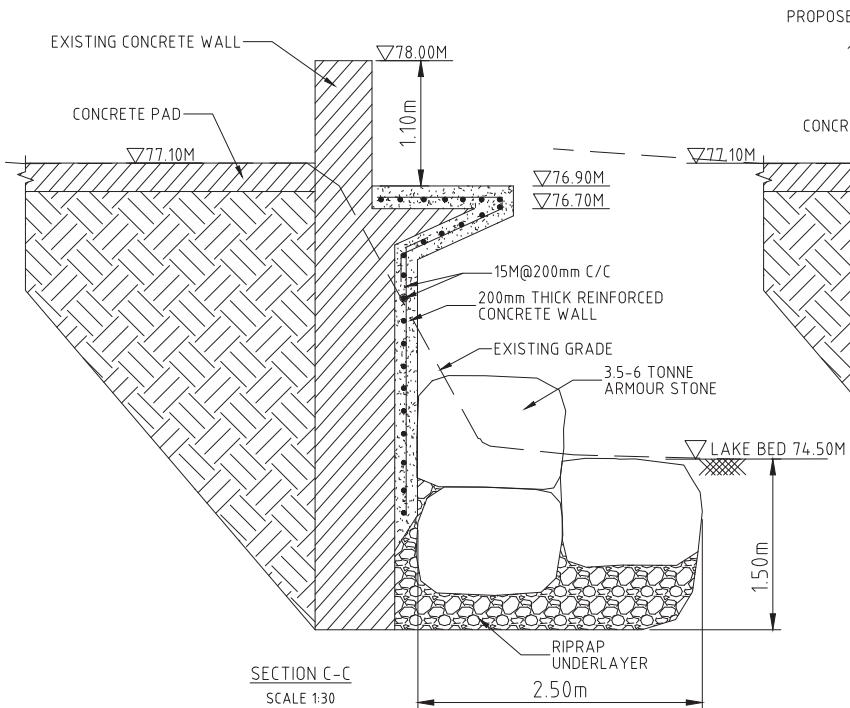 PROPOSE
EXISTING CONCRETE WALL
78.00M
CONCRETE PAD
1.10m
CONCR
77.10M
77.10M
76.90M
76.70M
15M@200mm C/C
200mm THICK REINFORCED
CONCRETE WALL
EXISTING GRADE
3.5-6 TONNE
ARMOUR STONE
LAKE BED 74.50M
1.50m
RIPRAP
UNDERLAYER
SECTION C-C
2.50m
SCALE 1:30